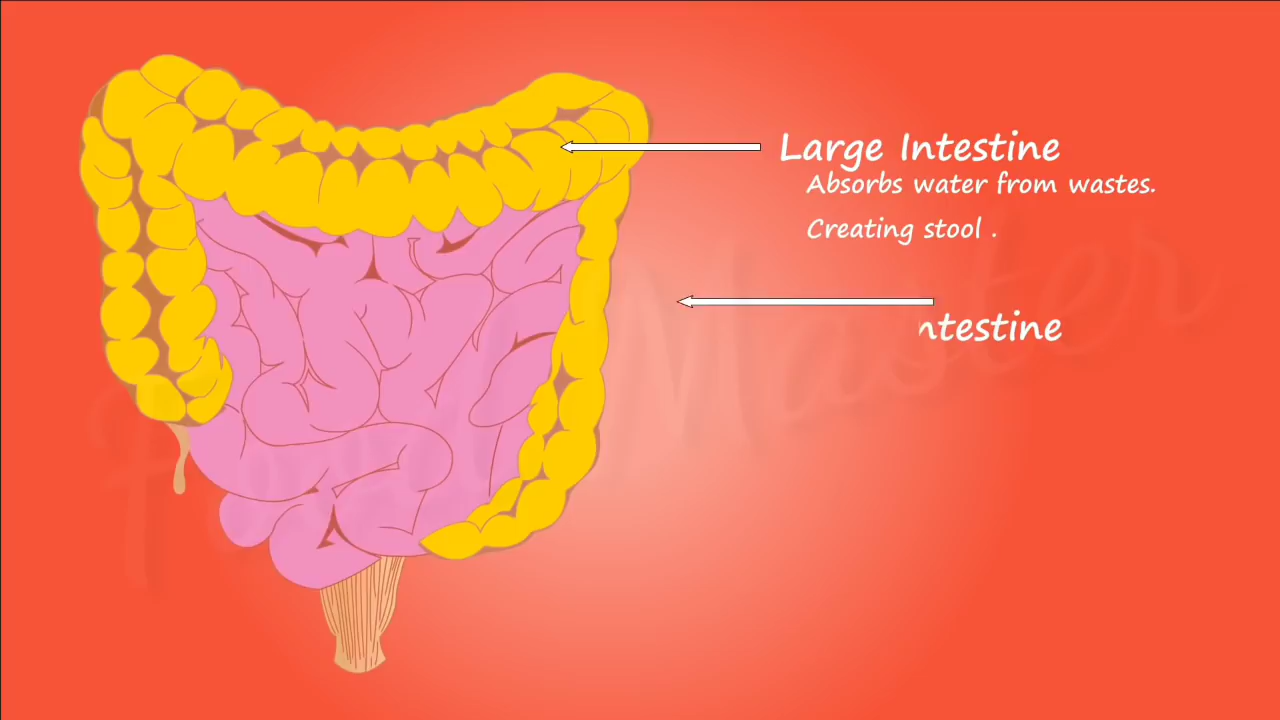 Large Intestine
Absorbs water from wastes.
Creating stool .
ntestine